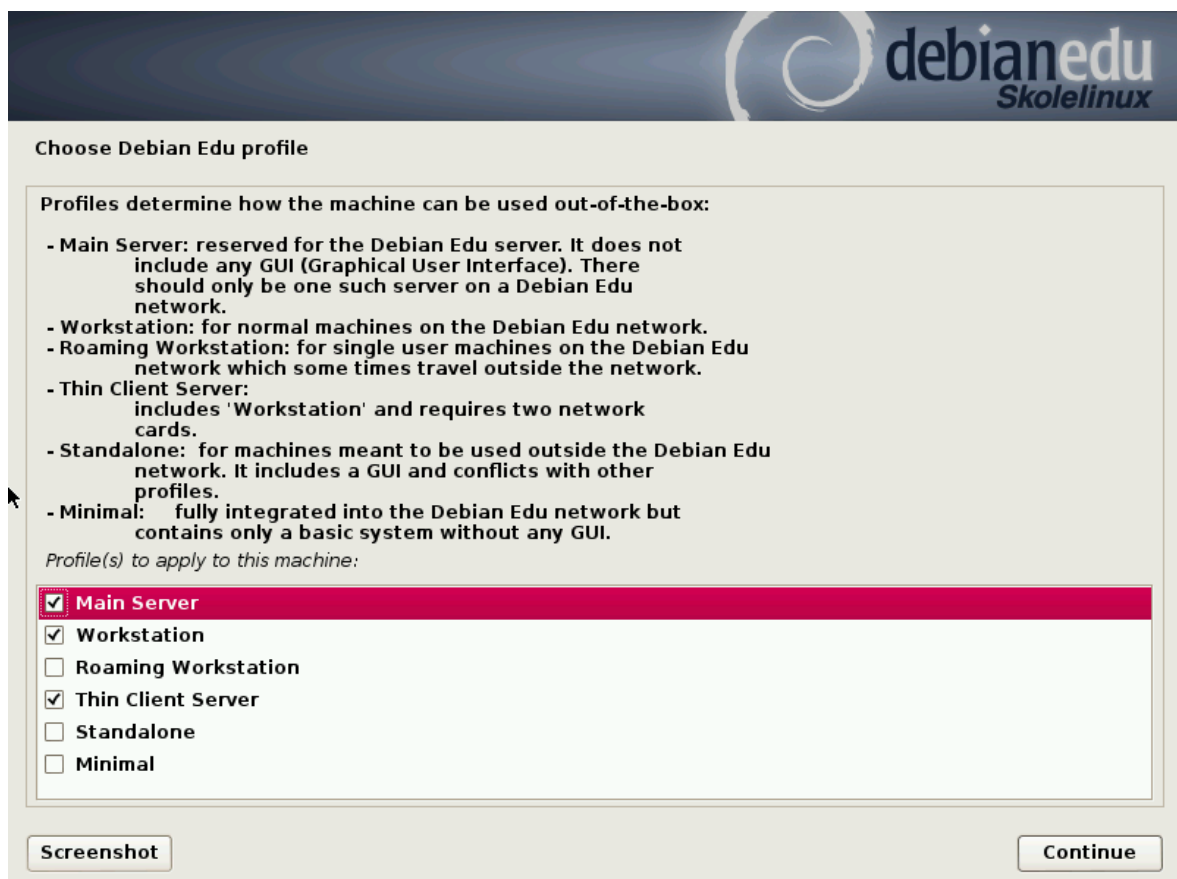 debianedu
Skolelinux
Choose Debian Edu profile
Profiles determine how the machine can be used out-of-the-box:
- Main Server: reserved for the Debian Edu server. It does not
include any GUI (Graphical User Interface). There
should only be one such server on a Debian Edu
network.
- Workstation: for normal machines on the Debian Edu network.
- Roaming Workstation: for single user machines on the Debian Edu
network which some times travel outside the network.
- Thin Client Server:
includes 'Workstation' and requires two network
cards.
- Standalone:  for machines meant to be used outside the Debian Edu
network. It includes a GUI and conflicts with other
profiles.
- Minimal:    fully integrated into the Debian Edu network but
contains only a basic system without any GUI.
Profile(s) to apply to this machine:
Main Server
Workstation
Roaming Workstation
Thin Client Server
Standalone
Minimal
Screenshot
Continue